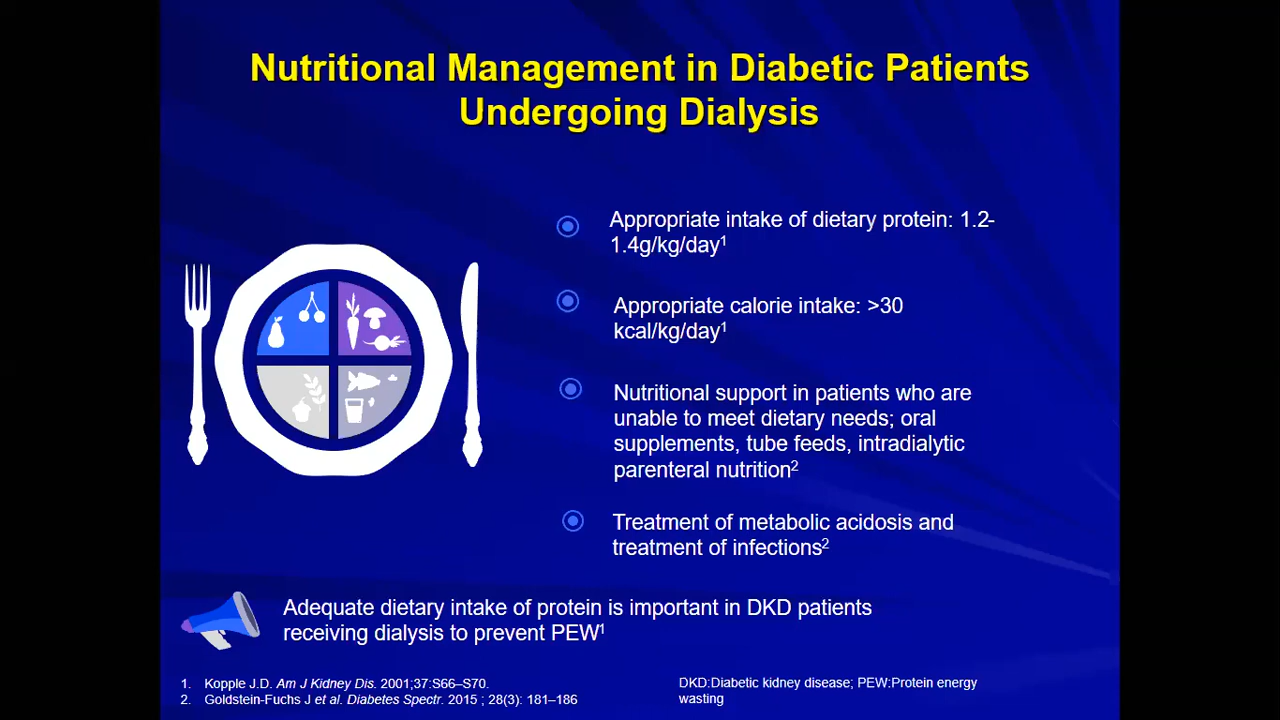 Nutritional Management in Diabetic Patients
Undergoing Dialysis
Appropriate intake of dietary protein: 1.2-
1.4g/kg/day¹
Appropriate calorie intake: >30
kcal/kg/day¹
Nutritional support in patients who are
unable to meet dietary needs; oral
supplements, tube feeds, intradialytic
parenteral nutrition²
Treatment of metabolic acidosis and
treatment of infections²
Adequate dietary intake of protein is important in DKD patients
receiving dialysis to prevent PEW¹
1. Kopple J.D. Am J Kidney Dis. 2001;37:S66–S70.
2. Goldstein-Fuchs J et al. Diabetes Spectr. 2015 ; 28(3): 181–186
DKD:Diabetic kidney disease; PEW:Protein energy
wasting